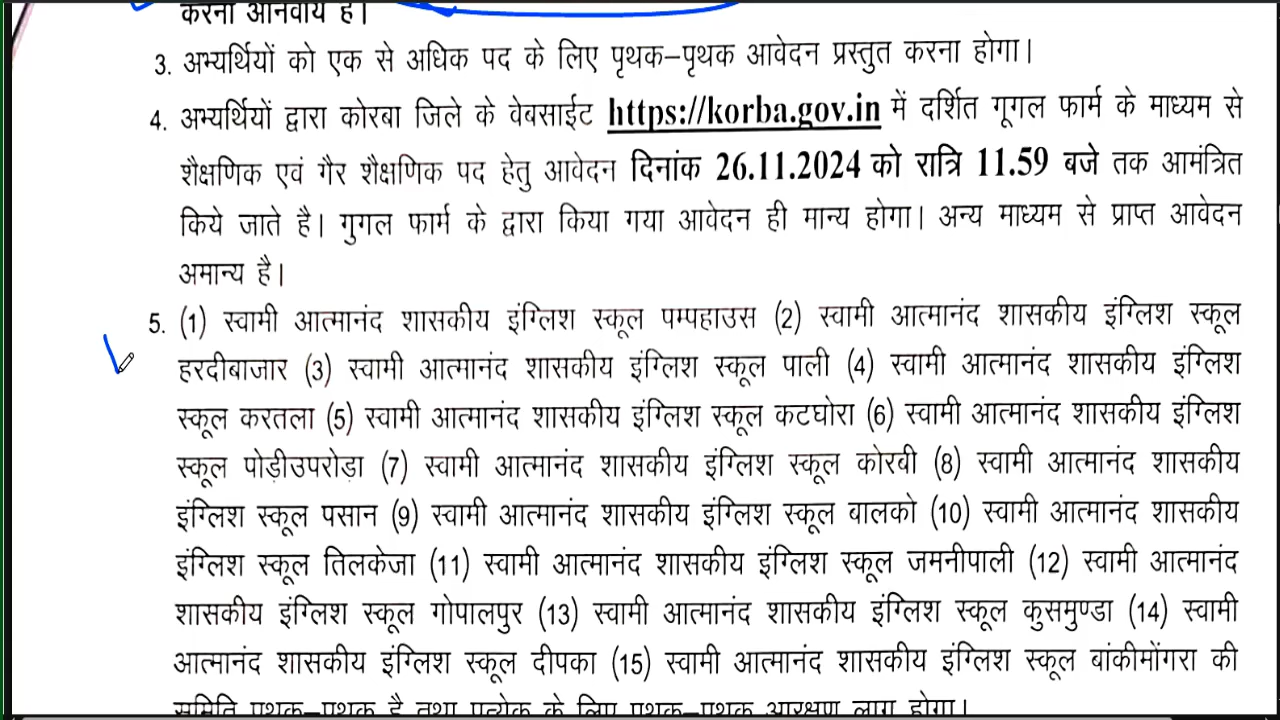 करना अनिवार्य है।
3. अभ्यर्थियों को एक से अधिक पद के लिए पृथक–पृथक आवेदन प्रस्तुत करना होगा।
4. अभ्यर्थियों द्वारा कोरबा जिले के वेबसाईट https://korba.gov.in में दर्शित गूगल फार्म के माध्यम से
शैक्षणिक एवं गैर शैक्षणिक पद हेतु आवेदन दिनांक 26.11.2024 को रात्रि 11.59 बजे तक आमंत्रित
किये जाते है। गुगल फार्म के द्वारा किया गया आवेदन ही मान्य होगा। अन्य माध्यम से प्राप्त आवेदन
अमान्य है।
5. (1) स्वामी आत्मानंद शासकीय इंग्लिश स्कूल पम्पहाउस (2) स्वामी आत्मानंद शासकीय इंग्लिश स्कूल
हरदीबाजार (3) स्वामी आत्मानंद शासकीय इंग्लिश स्कूल पाली (4) स्वामी आत्मानंद शासकीय इंग्लिश
स्कूल करतला (5) स्वामी आत्मानंद शासकीय इंग्लिश स्कूल कटघोरा (6) स्वामी आत्मानंद शासकीय इंग्लिश
स्कूल पोड़ीउपरोड़ा (7) स्वामी आत्मानंद शासकीय इंग्लिश स्कूल कोरबी (8) स्वामी आत्मानंद शासकीय
इंग्लिश स्कूल पसान (9) स्वामी आत्मानंद शासकीय इंग्लिश स्कूल बालको (10) स्वामी आत्मानंद शासकीय
इंग्लिश स्कूल तिलकेजा (11) स्वामी आत्मानंद शासकीय इंग्लिश स्कूल जमनीपाली (12) स्वामी आत्मानंद
शासकीय इंग्लिश स्कूल गोपालपुर (13) स्वामी आत्मानंद शासकीय इंग्लिश स्कूल कुसमुण्डा (14) स्वामी
आत्मानंद शासकीय इंग्लिश स्कूल दीपका (15) स्वामी आत्मानंद शासकीय इंग्लिश स्कूल बांकीमोंगरा की
समिति पृथक–पृथक है तथा प्रत्येक के लिए पृथक–पृथक आरक्षण लागू होगा।